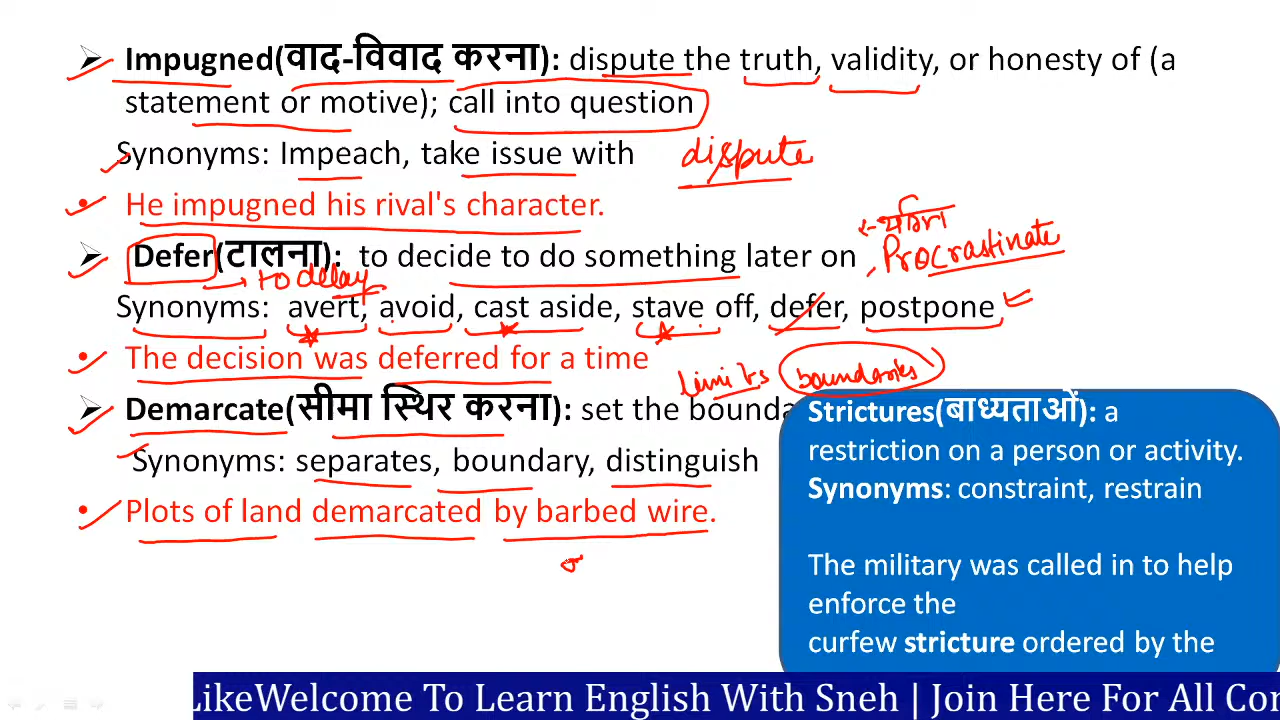 Impugned(वाद-विवाद करना): dispute the truth, validity, or honesty of (a
statement or motive); call into question
Synonyms: Impeach, take issue with dispute
• He impugned his rival's character.
Defer(टालना): to decide to do something later on , Procrastinate
to delay
Synonyms: avert, avoid, cast aside, stave off, defer, postpone
• The decision was deferred for a time
limits boundaries
Demarcate(सीमा स्थिर करना): set the bounda
Synonyms: separates, boundary, distinguish
• Plots of land demarcated by barbed wire.
Strictures(बाध्यताओं): a
restriction on a person or activity.
Synonyms: constraint, restrain
The military was called in to help
enforce the
curfew stricture ordered by the
LikeWelcome To Learn English With Sneh | Join Here For All Con